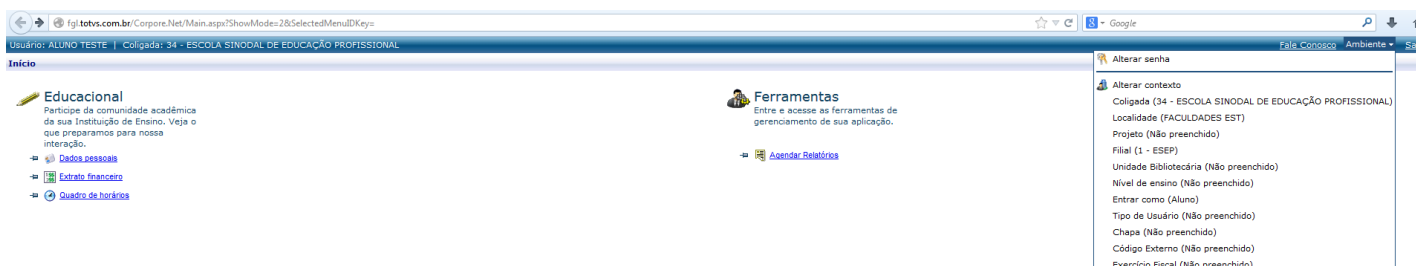 fgl.totvs.com.br/Corpore.Net/Main.aspx?ShowMode=2&SelectedMenuIDKey=
Google
Usuário: ALUNO TESTE | Coligada: 34 - ESCOLA SINODAL DE EDUCAÇÃO PROFISSIONAL
Fale Conosco Ambiente Sa
Início
Educacional
Participe da comunidade acadêmica
da sua Instituição de Ensino. Veja o
que preparamos para nossa
interação.
Dados pessoais
Extrato financeiro
Quadro de horários
Ferramentas
Entre e acesse as ferramentas de
gerenciamento de sua aplicação.
Agendar Relatórios
Alterar senha
Alterar contexto
Coligada (34 - ESCOLA SINODAL DE EDUCAÇÃO PROFISSIONAL)
Localidade (FACULDADES EST)
Projeto (Não preenchido)
Filial (1 - ESEP)
Unidade Bibliotecária (Não preenchido)
Nível de ensino (Não preenchido)
Entrar como (Aluno)
Tipo de Usuário (Não preenchido)
Chapa (Não preenchido)
Código Externo (Não preenchido)
Exercício Fiscal (Não preenchido)